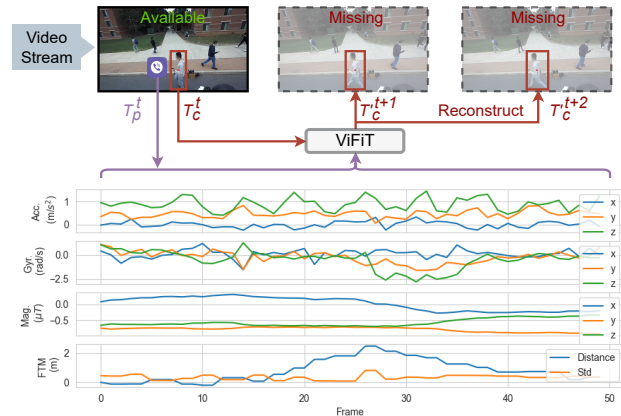 Video
Stream
Available
Missing
Missing
T_p^t
T_c^t
T'_c^{t+1}
Reconstruct
T'_c^{t+2}
ViFiT
Acc.
(m/s²)
1
0
x
y
z
Gyr.
(rad/s)
0.0
−2.5
x
y
z
Mag.
(μT)
0.0
−0.5
x
y
z
FTM
(m)
2
0
Distance
Std
0
10
20
30
40
50
Frame